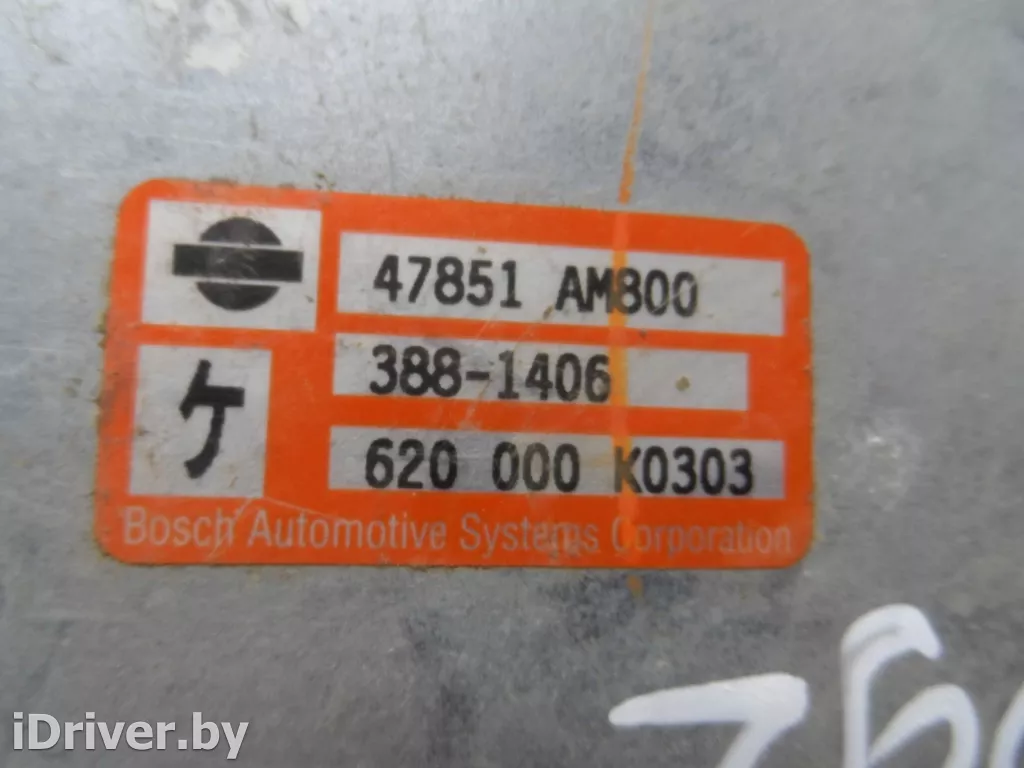 47851 AM800
388-1406
ケ
620 000 K0303
Bosch Automotive Systems Corporation
iDriver.by